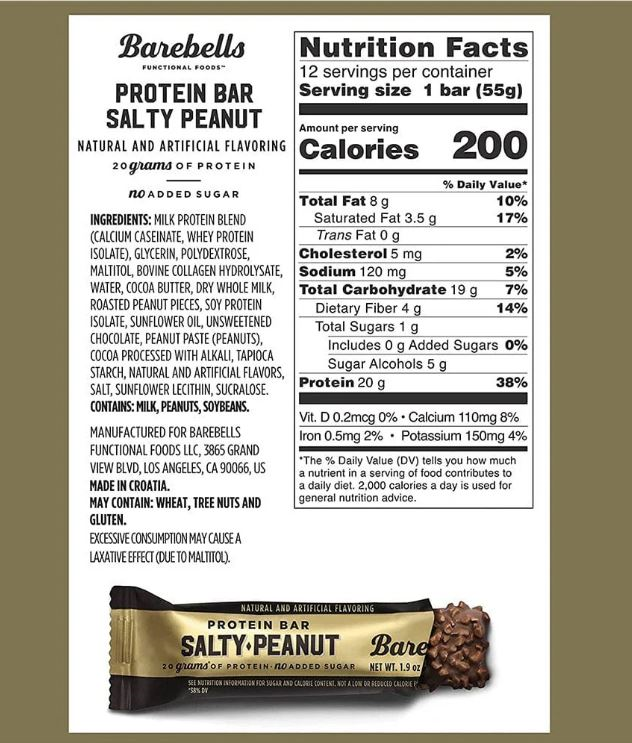 Barebells
FUNCTIONAL FOODS™
PROTEIN BAR
SALTY PEANUT
NATURAL AND ARTIFICIAL FLAVORING
20 grams OF PROTEIN
no ADDED SUGAR
INGREDIENTS: MILK PROTEIN BLEND
(CALCIUM CASEINATE, WHEY PROTEIN
ISOLATE), GLYCERIN, POLYDEXTROSE,
MALTITOL, BOVINE COLLAGEN HYDROLYSATE,
WATER, COCOA BUTTER, DRY WHOLE MILK,
ROASTED PEANUT PIECES, SOY PROTEIN
ISOLATE, SUNFLOWER OIL, UNSWEETENED
CHOCOLATE, PEANUT PASTE (PEANUTS),
COCOA PROCESSED WITH ALKALI, TAPIOCA
STARCH, NATURAL AND ARTIFICIAL FLAVORS,
SALT, SUNFLOWER LECITHIN, SUCRALOSE.
CONTAINS: MILK, PEANUTS, SOYBEANS.
MANUFACTURED FOR BAREBELLS
FUNCTIONAL FOODS LLC, 3865 GRAND
VIEW BLVD, LOS ANGELES, CA 90066, US
MADE IN CROATIA.
MAY CONTAIN: WHEAT, TREE NUTS AND
GLUTEN.
EXCESSIVE CONSUMPTION MAY CAUSE A
LAXATIVE EFFECT (DUE TO MALTITOL).
Nutrition Facts
12 servings per container
Serving size 1 bar (55g)
Amount per serving
Calories 200
% Daily Value*
Total Fat 8 g 10%
Saturated Fat 3.5 g 17%
Trans Fat 0 g
Cholesterol 5 mg 2%
Sodium 120 mg 5%
Total Carbohydrate 19 g 7%
Dietary Fiber 4 g 14%
Total Sugars 1 g
Includes 0 g Added Sugars 0%
Sugar Alcohols 5 g
Protein 20 g 38%
Vit. D 0.2mcg 0% • Calcium 110mg 8%
Iron 0.5mg 2% • Potassium 150mg 4%
*The % Daily Value (DV) tells you how much
a nutrient in a serving of food contributes to
a daily diet. 2,000 calories a day is used for
general nutrition advice.
NATURAL AND ARTIFICIAL FLAVORING
PROTEIN BAR
SALTY•PEANUT Bare
20 grams OF PROTEIN • no ADDED SUGAR NET WT. 1.9 oz
SEE NUTRITION INFORMATION FOR SUGAR AND CALORIE CONTENT. NOT A LOW OR REDUCED CALORIE
*38% DV